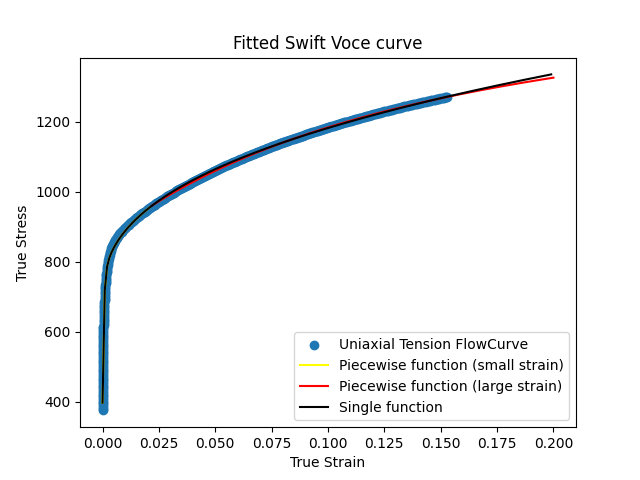 Fitted Swift Voce curve
True Stress
1200
1000
800
600
400
Uniaxial Tension FlowCurve
Piecewise function (small strain)
Piecewise function (large strain)
Single function
0.000 0.025 0.050 0.075 0.100 0.125 0.150 0.175 0.200
True Strain